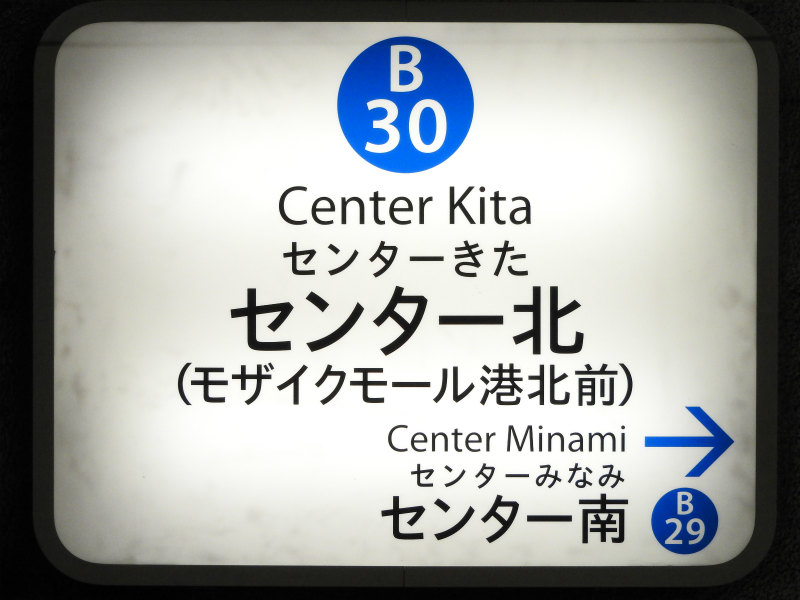 B
30
Center Kita
センターきた
センター北
(モザイクモール港北前)
Center Minami
センターみなみ
センター南
B
29